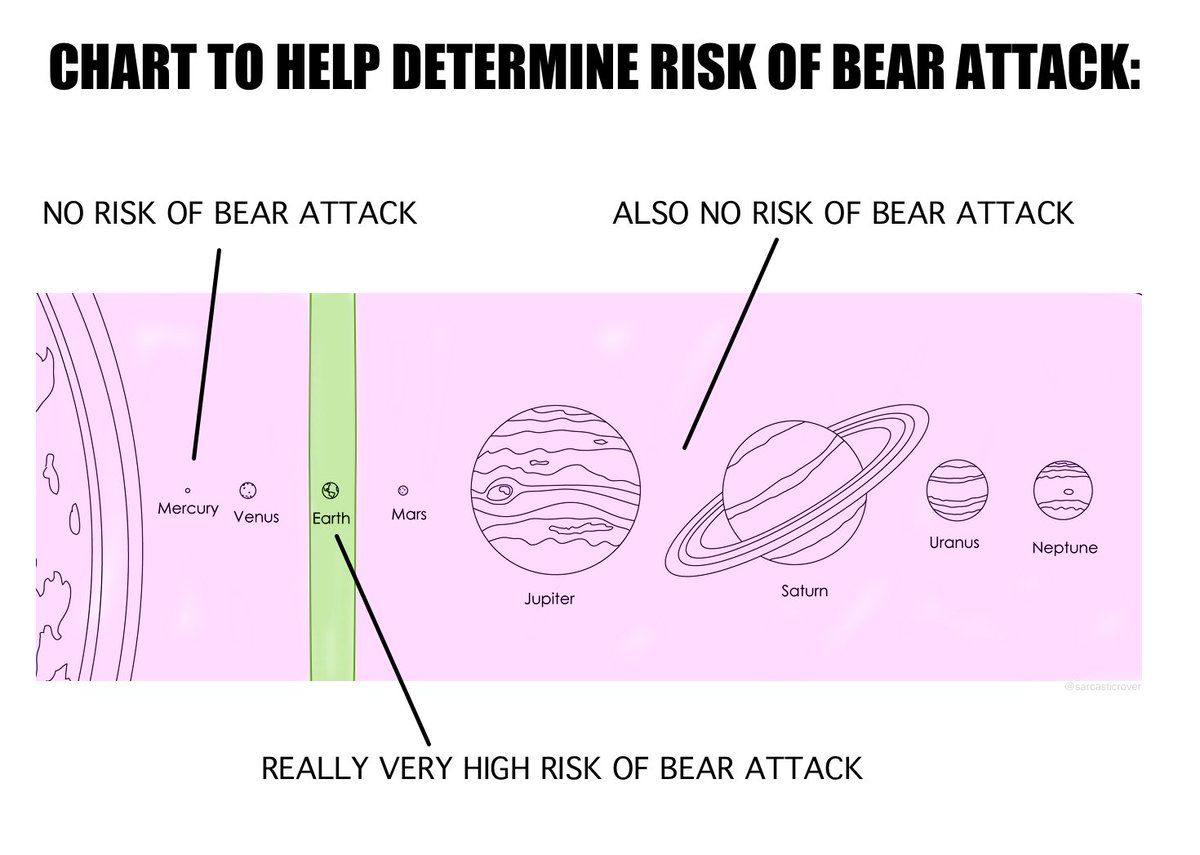 CHART TO HELP DETERMINE RISK OF BEAR ATTACK:
NO RISK OF BEAR ATTACK
ALSO NO RISK OF BEAR ATTACK
Mercury
Venus
Earth
Mars
Jupiter
Saturn
Uranus
Neptune
@sarcasticrover
REALLY VERY HIGH RISK OF BEAR ATTACK